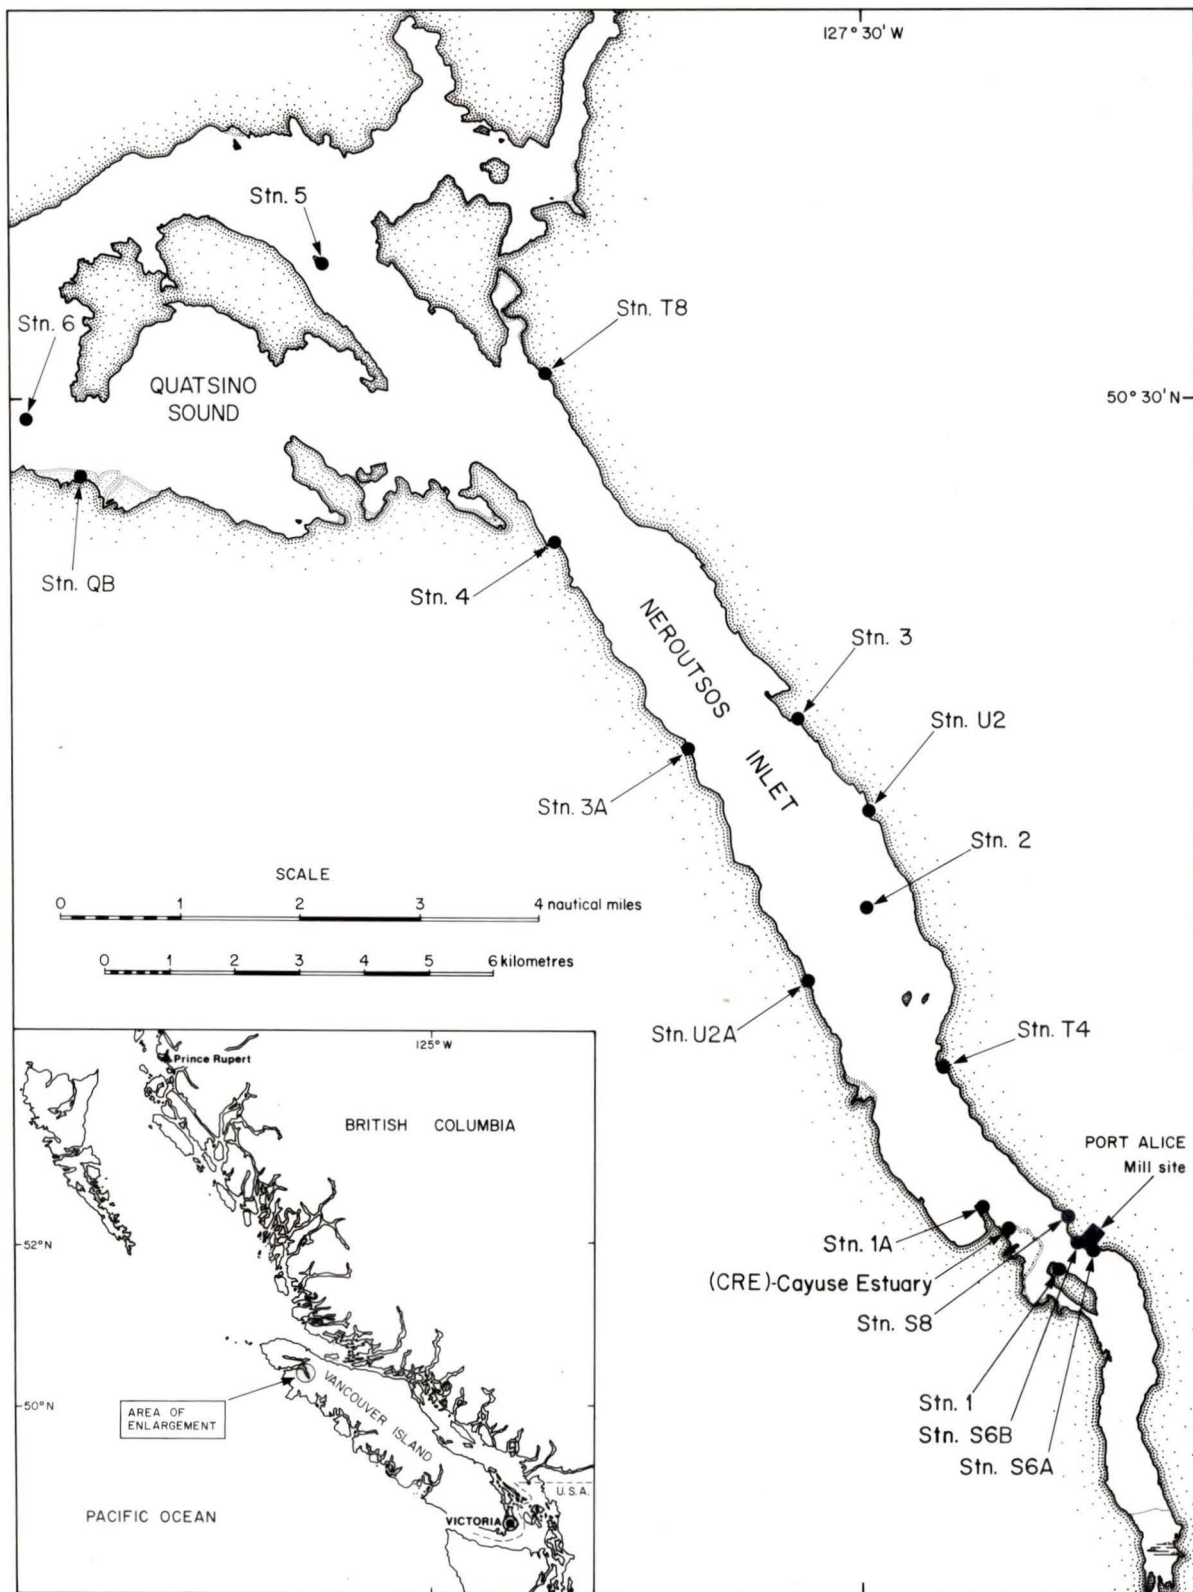 127°30' W
Stn. 5
Stn. T8
Stn. 6
QUATSINO
SOUND
50°30' N
Stn. QB
Stn. 4
NEROUTSOS
INLET
Stn. 3
Stn. U2
Stn. 3A
Stn. 2
SCALE
0 1 2 3 4 nautical miles
0 1 2 3 4 5 6 kilometres
Stn. U2A
Stn. T4
PORT ALICE
Mill site
Stn. 1A
(CRE)-Cayuse Estuary
Stn. S8
Stn. 1
Stn. S6B
Stn. S6A
125°W
Prince Rupert
BRITISH COLUMBIA
52°N
VANCOUVER ISLAND
50°N
AREA OF
ENLARGEMENT
U.S.A.
PACIFIC OCEAN
VICTORIA